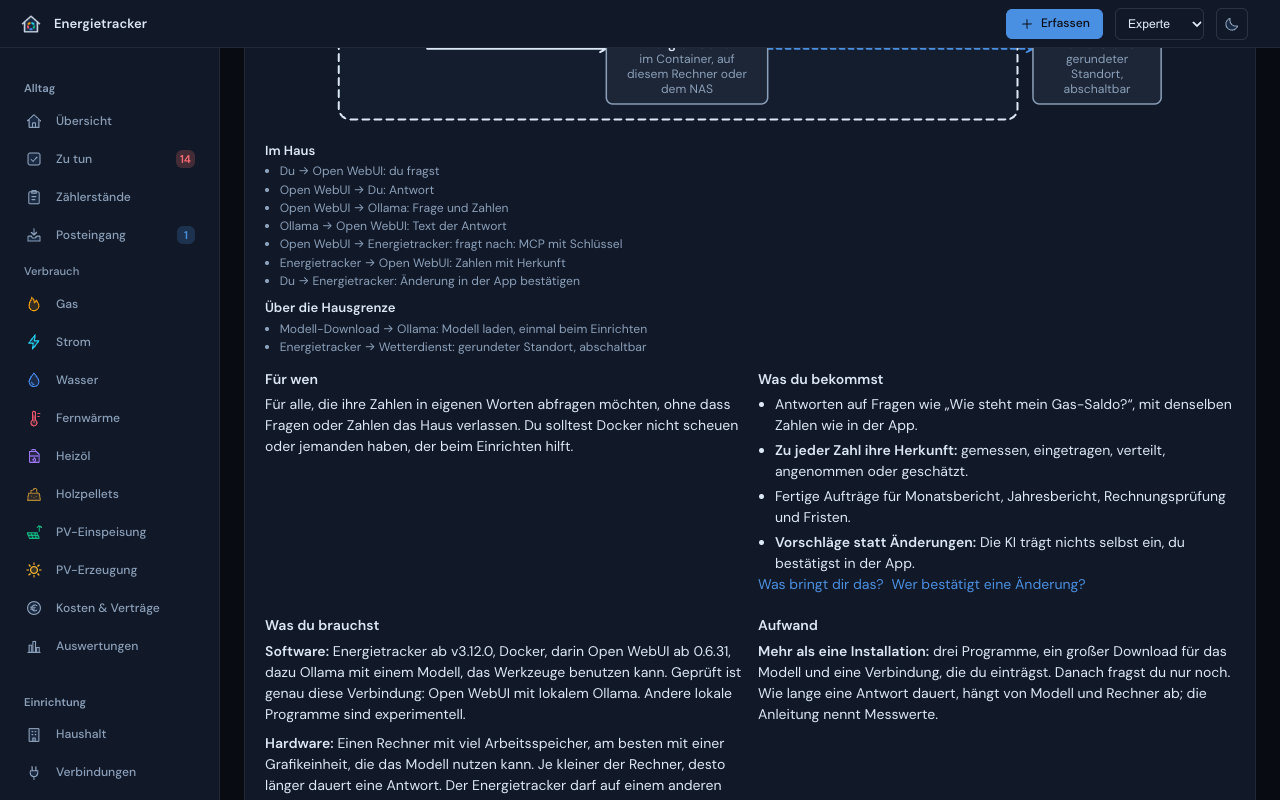 Energietracker
Erfassen
Experte
Alltag
Übersicht
Zu tun
14
Zählerstände
Posteingang
1
Verbrauch
Gas
Strom
Wasser
Fernwärme
Heizöl
Holzpellets
PV-Einspeisung
PV-Erzeugung
Kosten & Verträge
Auswertungen
Einrichtung
Haushalt
Verbindungen
im Container, auf
diesem Rechner oder
dem NAS
gerundeter
Standort,
abschaltbar
Im Haus
• Du → Open WebUI: du fragst
• Open WebUI → Du: Antwort
• Open WebUI → Ollama: Frage und Zahlen
• Ollama → Open WebUI: Text der Antwort
• Open WebUI → Energietracker: fragt nach: MCP mit Schlüssel
• Energietracker → Open WebUI: Zahlen mit Herkunft
• Du → Energietracker: Änderung in der App bestätigen
Über die Hausgrenze
• Modell-Download → Ollama: Modell laden, einmal beim Einrichten
• Energietracker → Wetterdienst: gerundeter Standort, abschaltbar
Für wen
Für alle, die ihre Zahlen in eigenen Worten abfragen möchten, ohne dass
Fragen oder Zahlen das Haus verlassen. Du solltest Docker nicht scheuen
oder jemanden haben, der beim Einrichten hilft.
Was du bekommst
• Antworten auf Fragen wie „Wie steht mein Gas-Saldo?“, mit denselben
Zahlen wie in der App.
• Zu jeder Zahl ihre Herkunft: gemessen, eingetragen, verteilt,
angenommen oder geschätzt.
• Fertige Aufträge für Monatsbericht, Jahresbericht, Rechnungsprüfung
und Fristen.
• Vorschläge statt Änderungen: Die KI trägt nichts selbst ein, du
bestätigst in der App.
Was bringt dir das? Wer bestätigt eine Änderung?
Was du brauchst
Software: Energietracker ab v3.12.0, Docker, darin Open WebUI ab 0.6.31,
dazu Ollama mit einem Modell, das Werkzeuge benutzen kann. Geprüft ist
genau diese Verbindung: Open WebUI mit lokalem Ollama. Andere lokale
Programme sind experimentell.
Hardware: Einen Rechner mit viel Arbeitsspeicher, am besten mit einer
Grafikeinheit, die das Modell nutzen kann. Je kleiner der Rechner, desto
länger dauert eine Antwort. Der Energietracker darf auf einem anderen
Aufwand
Mehr als eine Installation: drei Programme, ein großer Download für das
Modell und eine Verbindung, die du einträgst. Danach fragst du nur noch.
Wie lange eine Antwort dauert, hängt von Modell und Rechner ab; die
Anleitung nennt Messwerte.